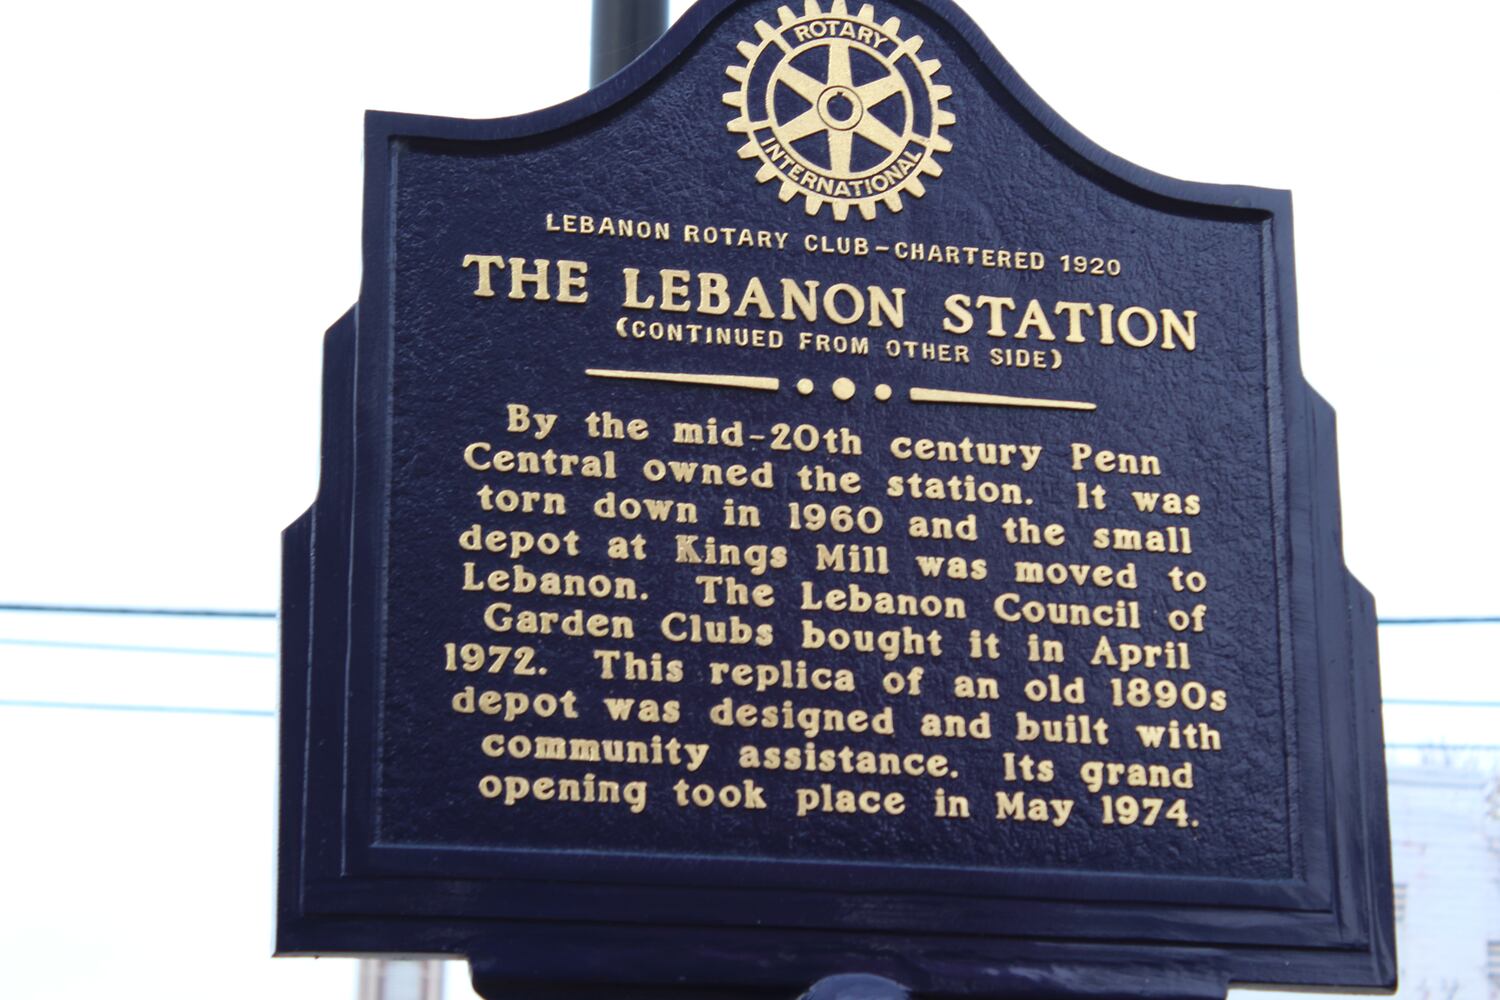 ROTARY
INTERNATIONAL
LEBANON ROTARY CLUB-CHARTERED 1920
THE LEBANON STATION
(CONTINUED FROM OTHER SIDE)
By the mid-20th century Penn
Central owned the station. It was
torn down in 1960 and the small
depot at Kings Mill was moved to
Lebanon. The Lebanon Council of
Garden Clubs bought it in April
1972. This replica of an old 1890s
depot was designed and built with
community assistance. Its grand
opening took place in May 1974.